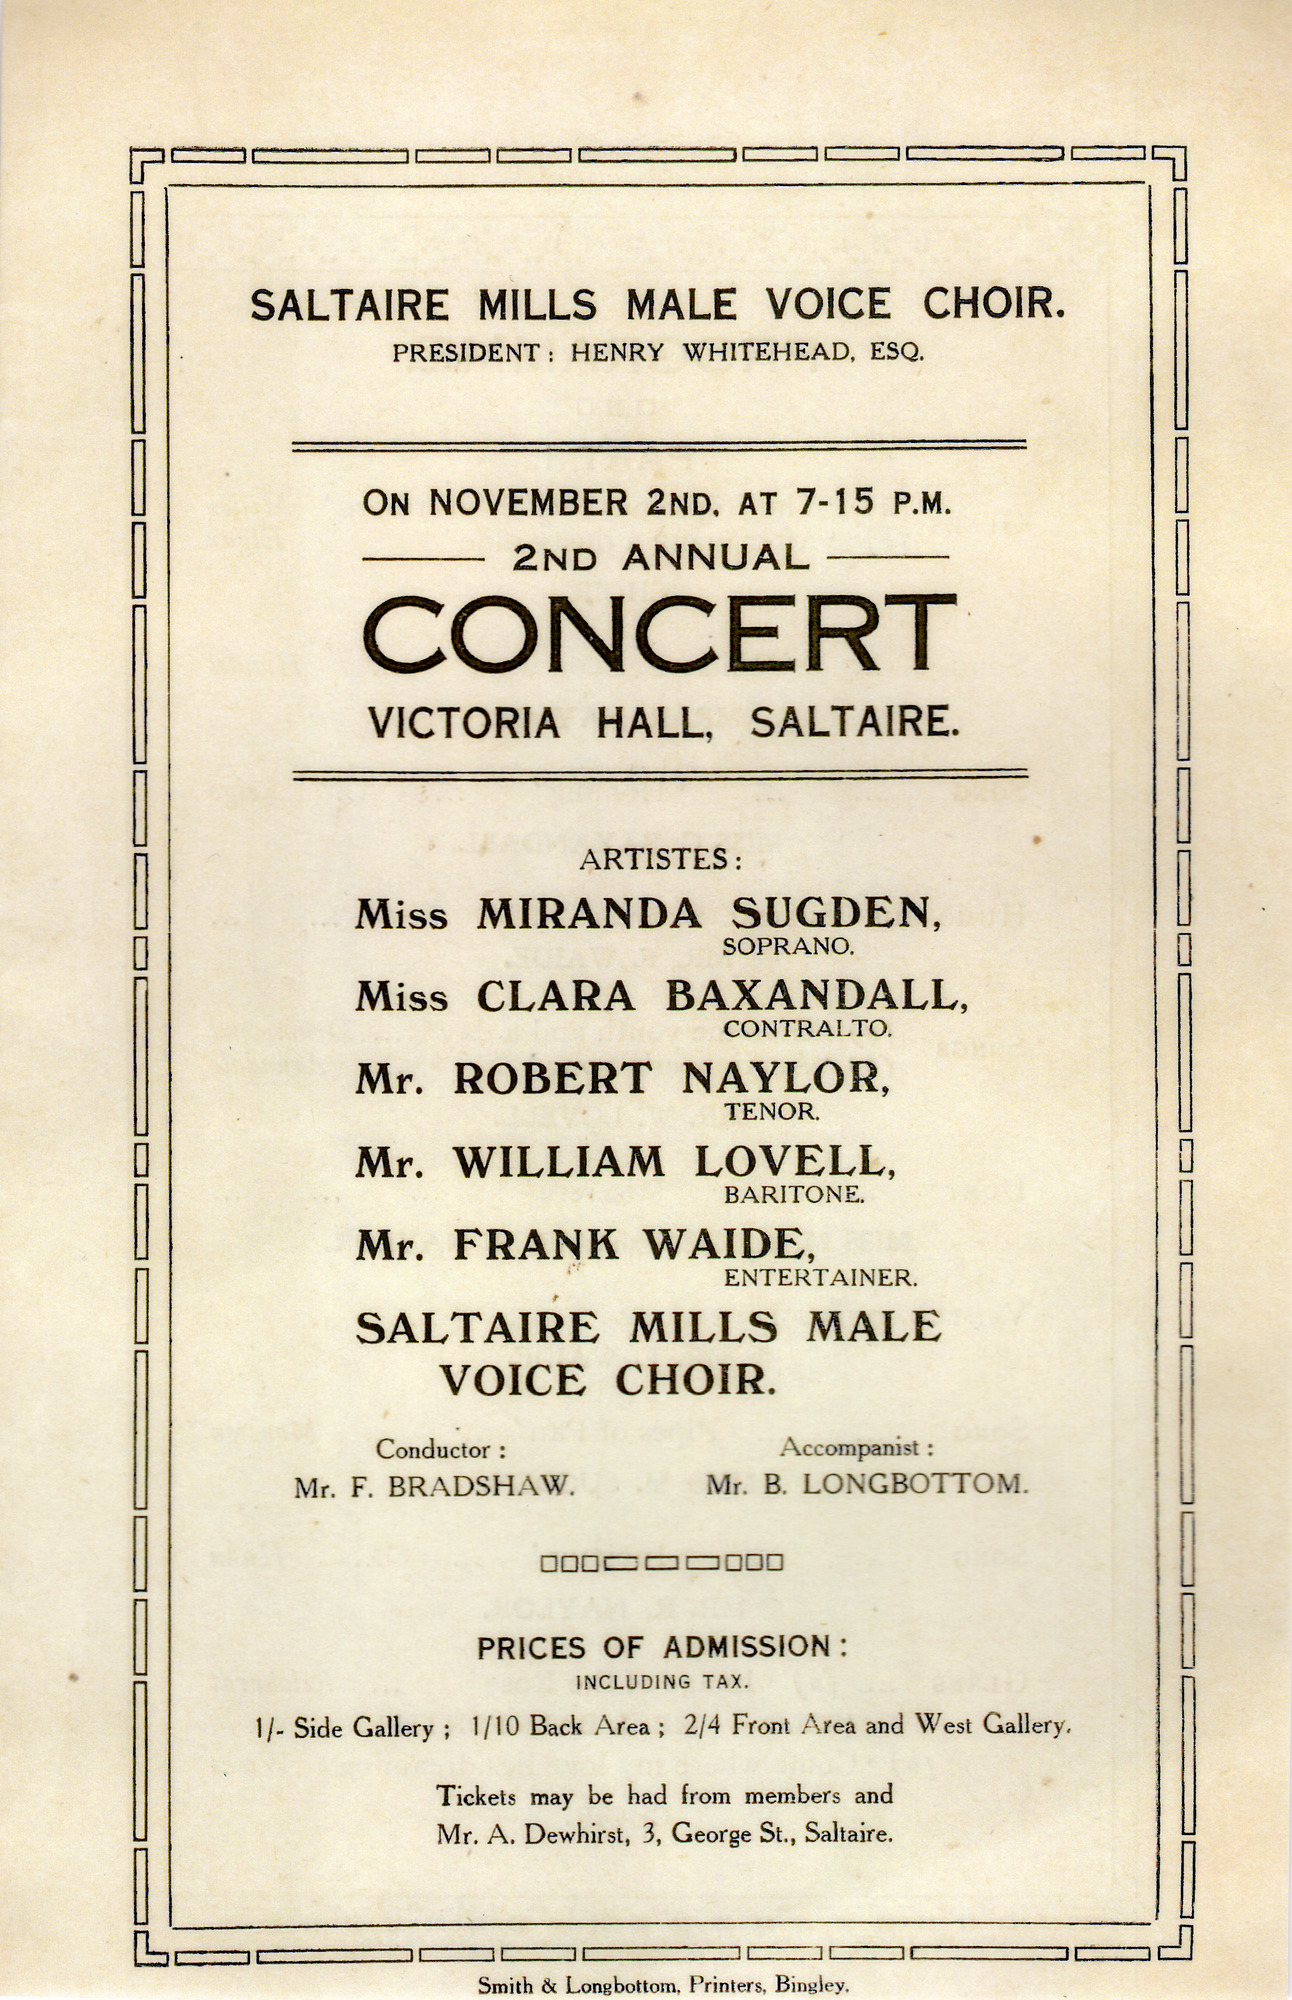 SALTAIRE MILLS MALE VOICE CHOIR.
PRESIDENT: HENRY WHITEHEAD, ESQ.
ON NOVEMBER 2ND, AT 7-15 P.M.
2ND ANNUAL
CONCERT
VICTORIA HALL, SALTAIRE.
ARTISTES:
Miss MIRANDA SUGDEN,
SOPRANO.
Miss CLARA BAXANDALL,
CONTRALTO.
Mr. ROBERT NAYLOR,
TENOR.
Mr. WILLIAM LOVELL,
BARITONE.
Mr. FRANK WAIDE,
ENTERTAINER.
SALTAIRE MILLS MALE
VOICE CHOIR.
Conductor: Accompanist:
Mr. F. BRADSHAW. Mr. B. LONGBOTTOM.
PRICES OF ADMISSION:
INCLUDING TAX.
1/- Side Gallery; 1/10 Back Area; 2/4 Front Area and West Gallery.
Tickets may be had from members and
Mr. A. Dewhirst, 3, George St., Saltaire.
Smith & Longbottom, Printers, Bingley.